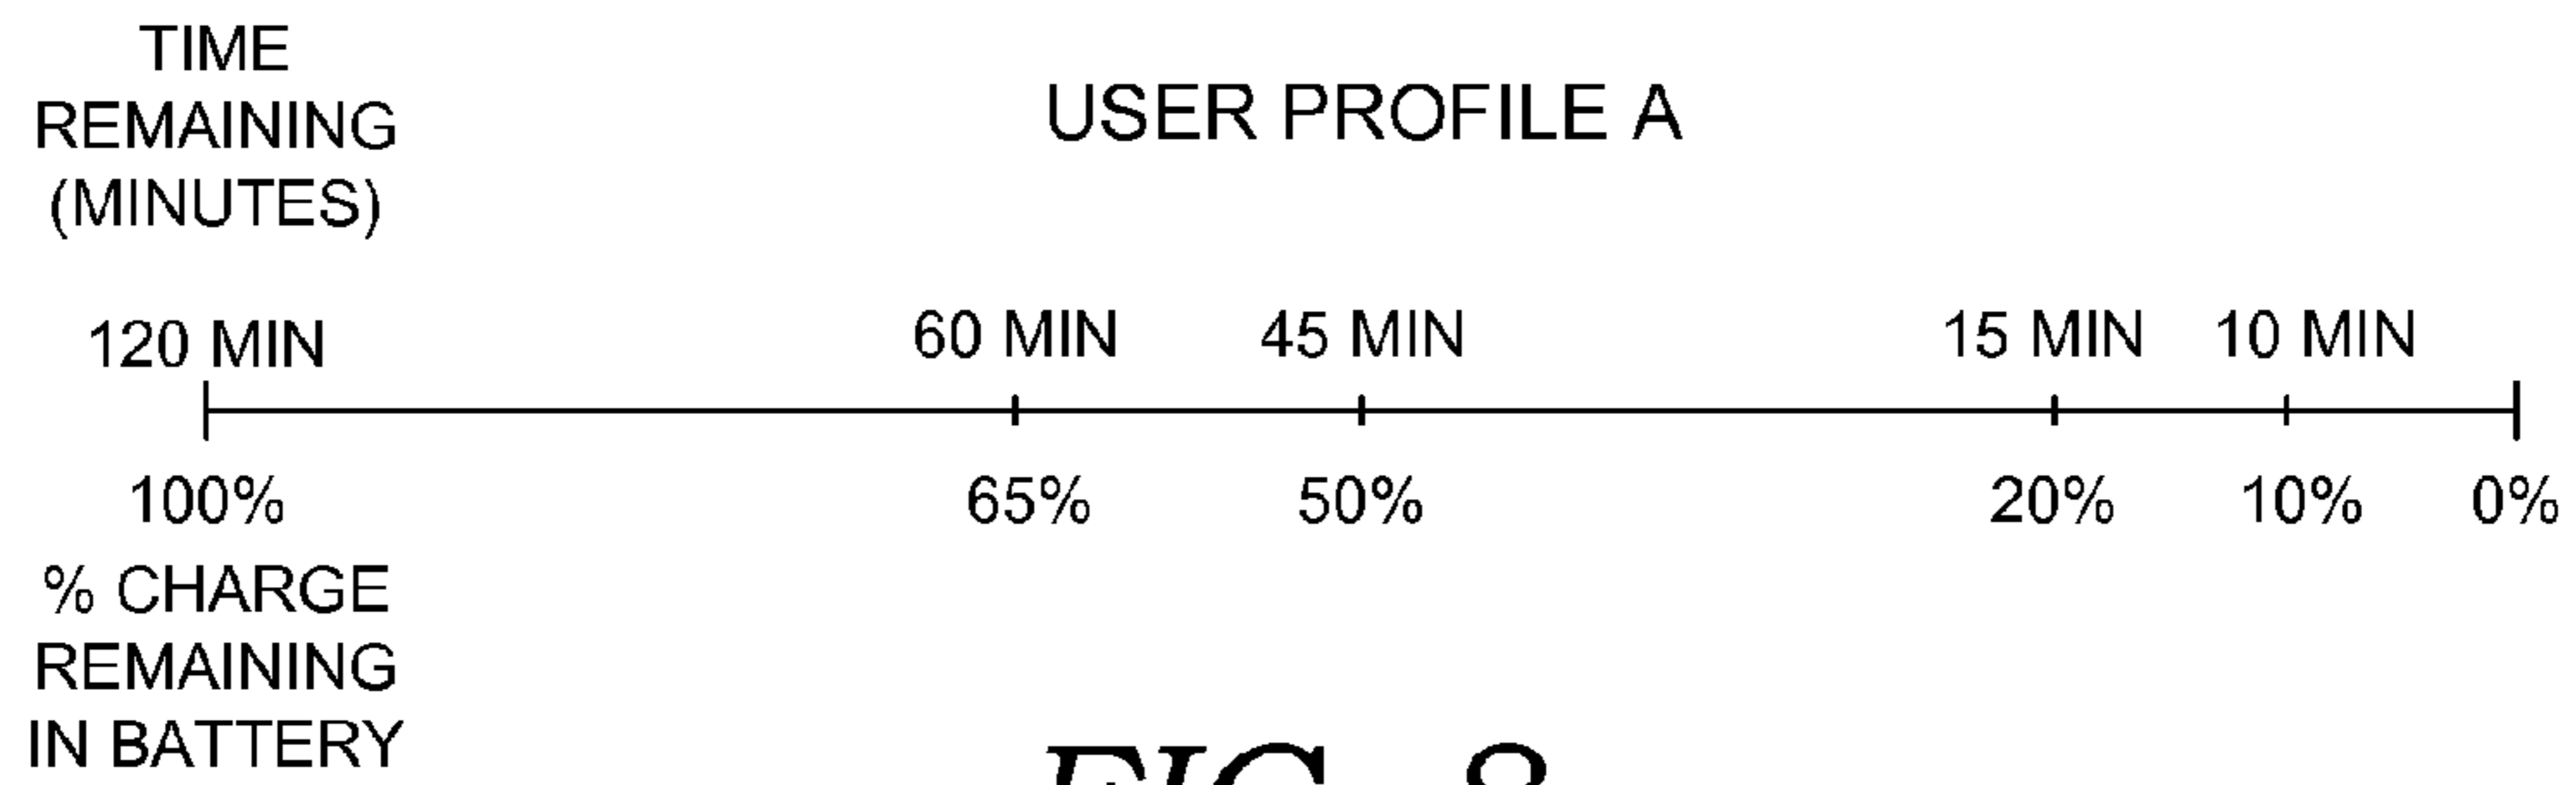 TIME
REMAINING
(MINUTES)
USER PROFILE A
120 MIN
60 MIN
45 MIN
15 MIN
10 MIN
100%
65%
50%
20%
10%
0%
% CHARGE
REMAINING
IN BATTERY
FIG.